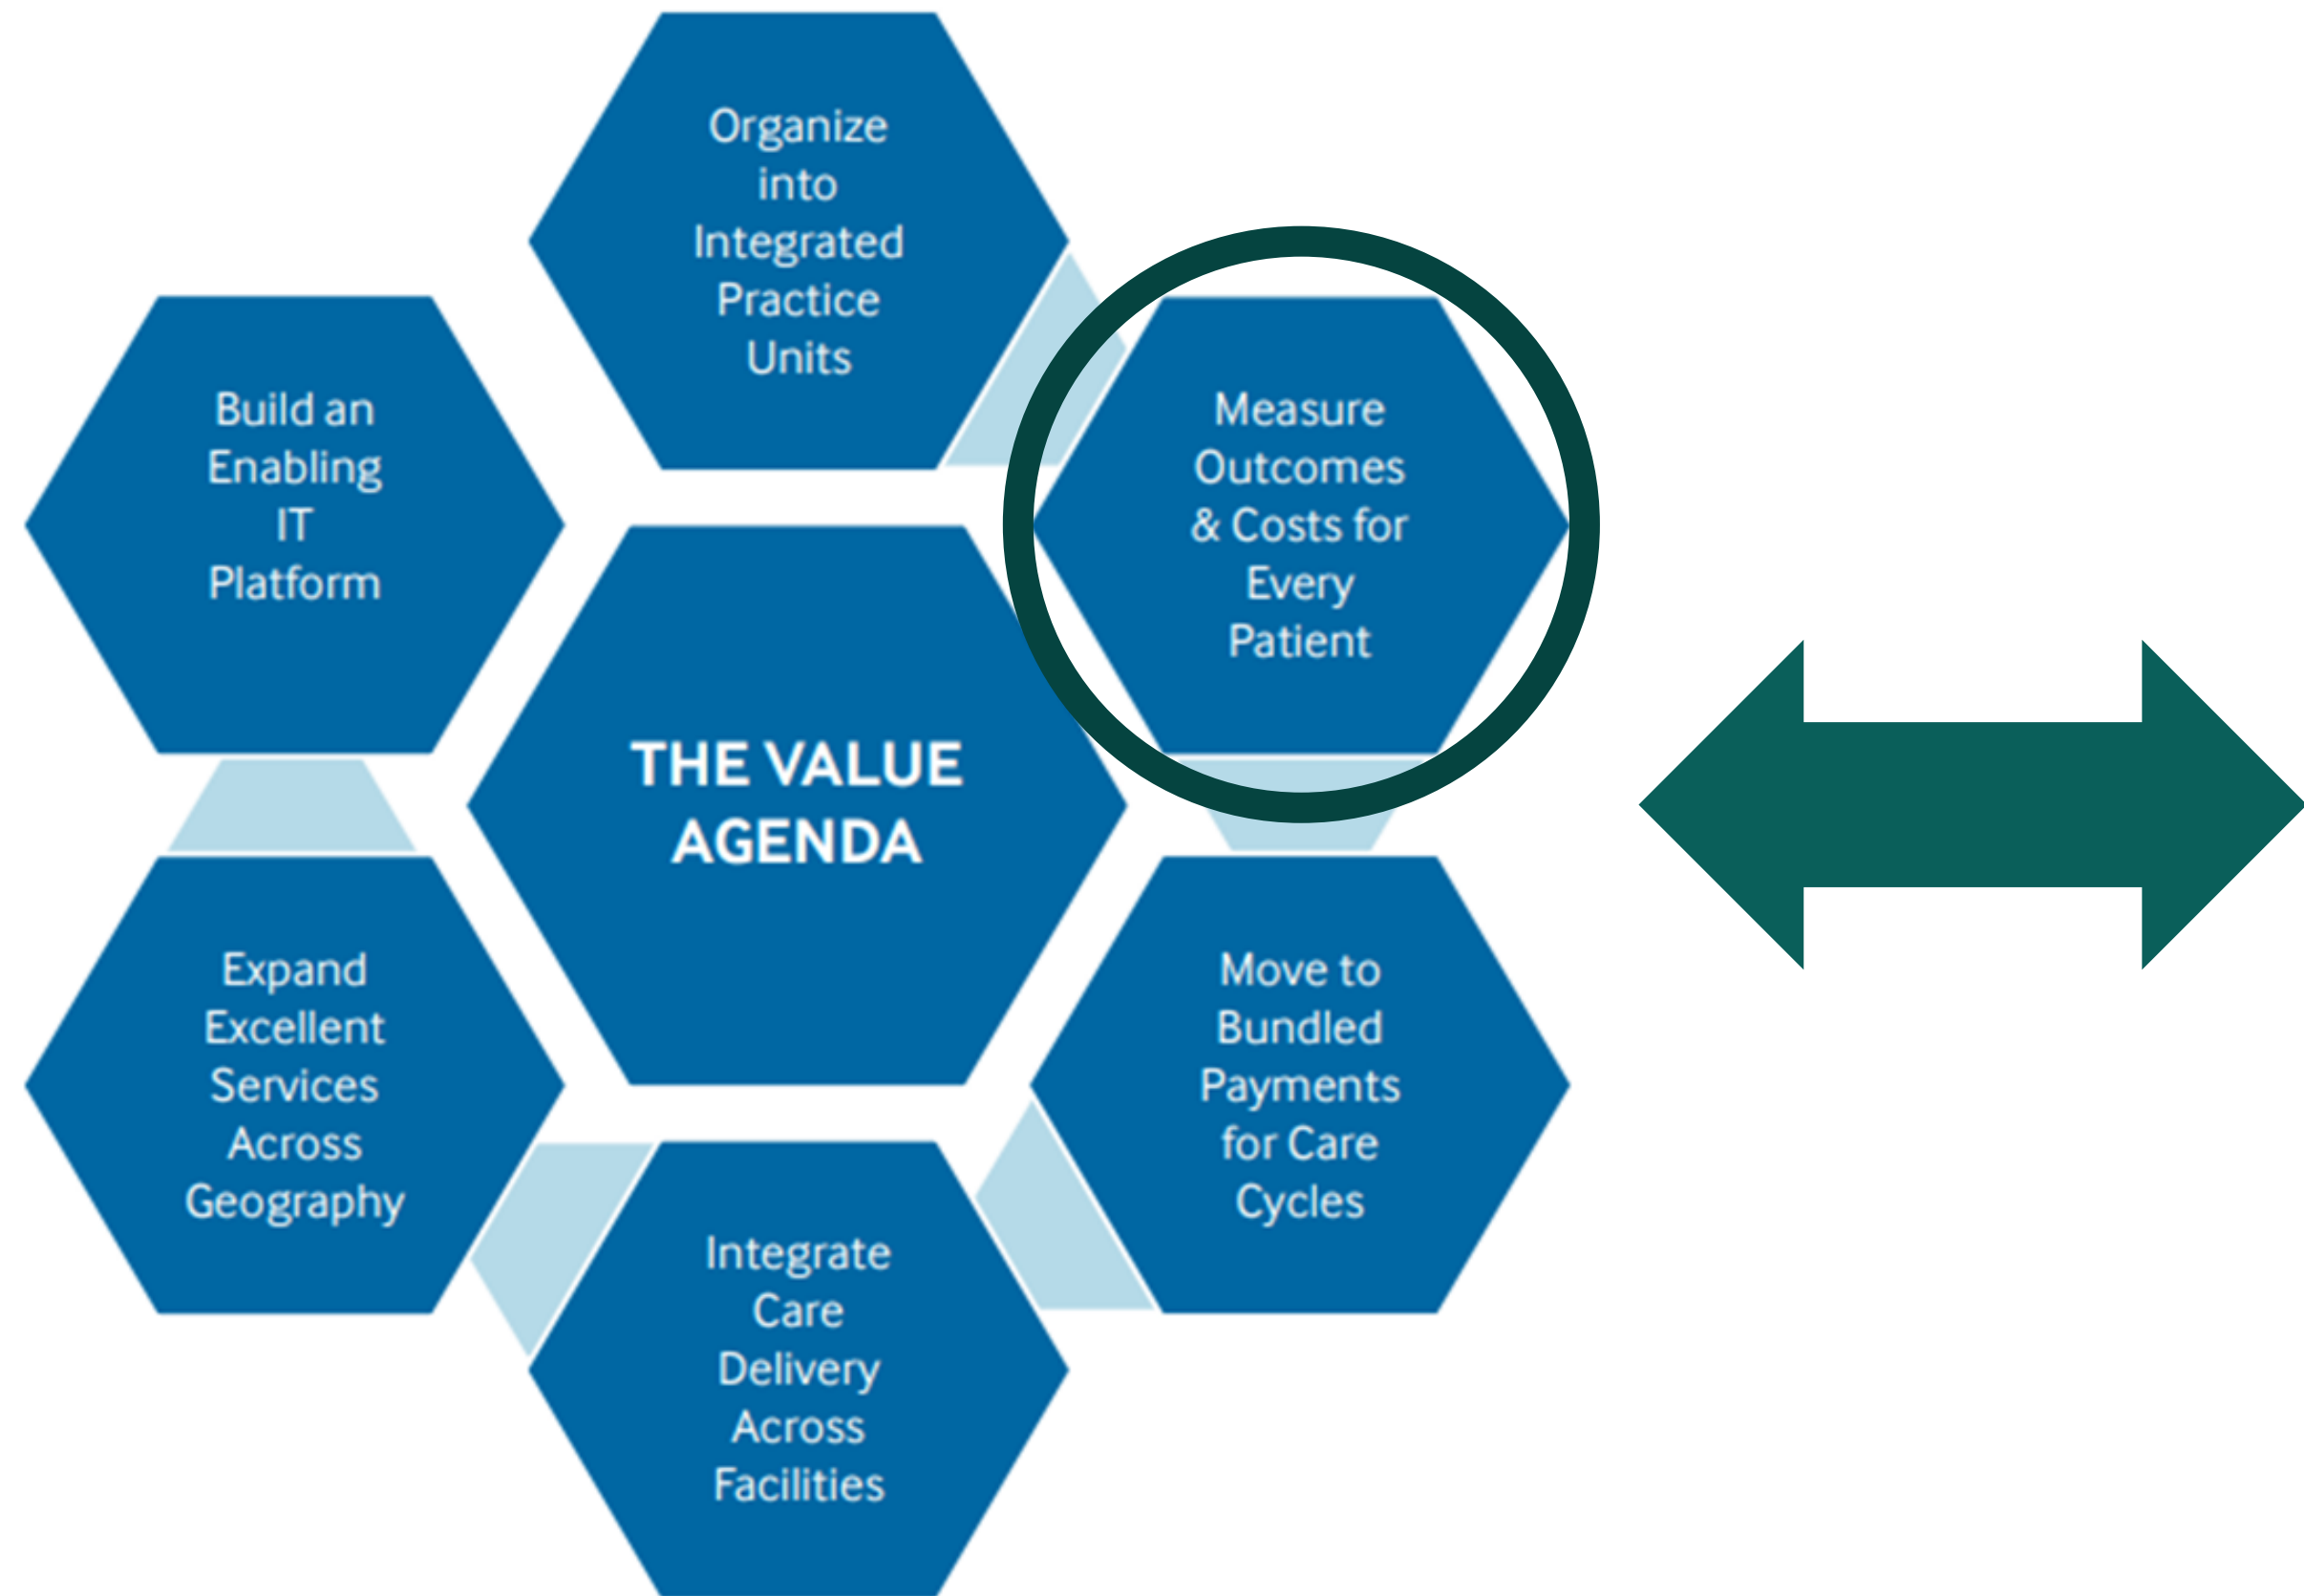 Organize
into
Integrated
Practice
Units
Measure
Outcomes
& Costs for
Every
Patient
Move to
Bundled
Payments
for Care
Cycles
Integrate
Care
Delivery
Across
Facilities
Expand
Excellent
Services
Across
Geography
Build an
Enabling
IT
Platform
THE VALUE
AGENDA